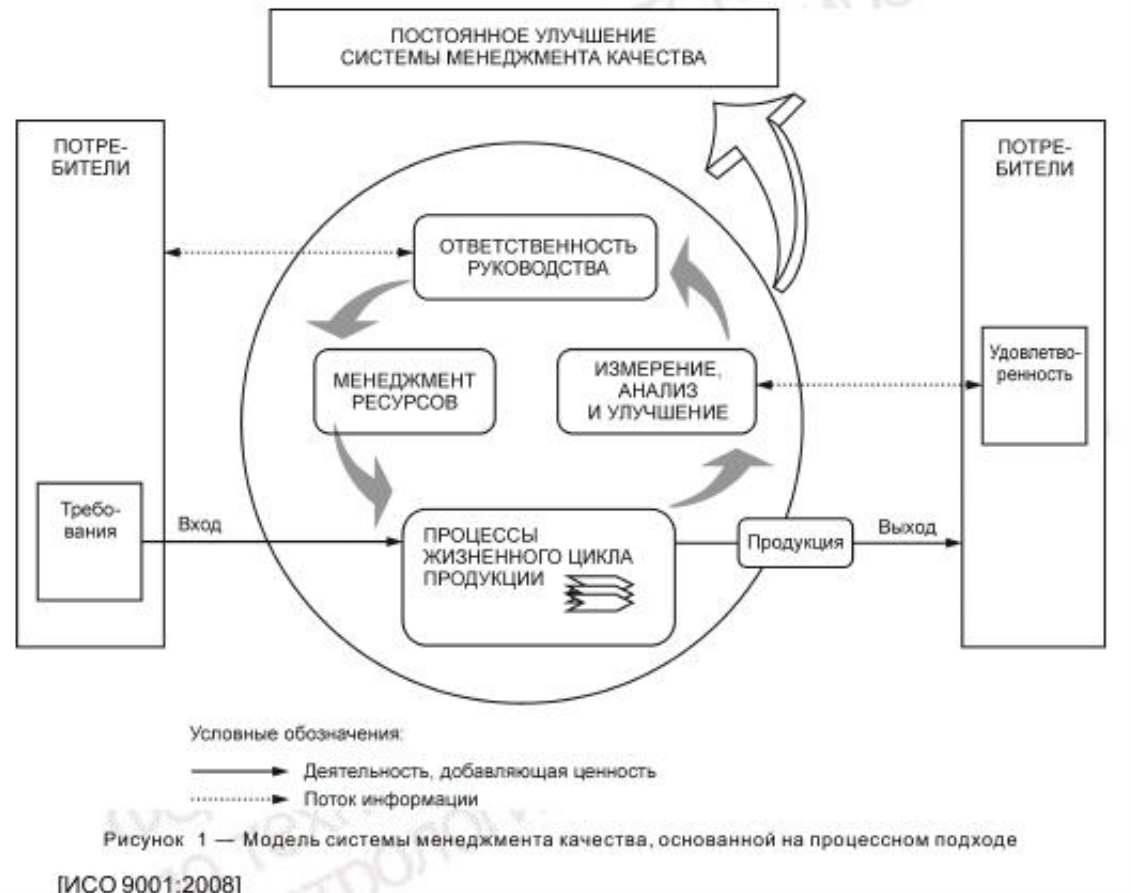 ПОСТОЯННОЕ УЛУЧШЕНИЕ
СИСТЕМЫ МЕНЕДЖМЕНТА КАЧЕСТВА
ПОТРЕ-
БИТЕЛИ
ПОТРЕ-
БИТЕЛИ
ОТВЕТСТВЕННОСТЬ
РУКОВОДСТВА
МЕНЕДЖМЕНТ
РЕСУРСОВ
ИЗМЕРЕНИЕ,
АНАЛИЗ
И УЛУЧШЕНИЕ
Удовлетво-
ренность
Требо-
вания
Вход
ПРОЦЕССЫ
ЖИЗНЕННОГО ЦИКЛА
ПРОДУКЦИИ
Продукция
Выход
Условные обозначения:
Деятельность, добавляющая ценность
Поток информации
Рисунок 1 — Модель системы менеджмента качества, основанной на процессном подходе
[ИСО 9001:2008]